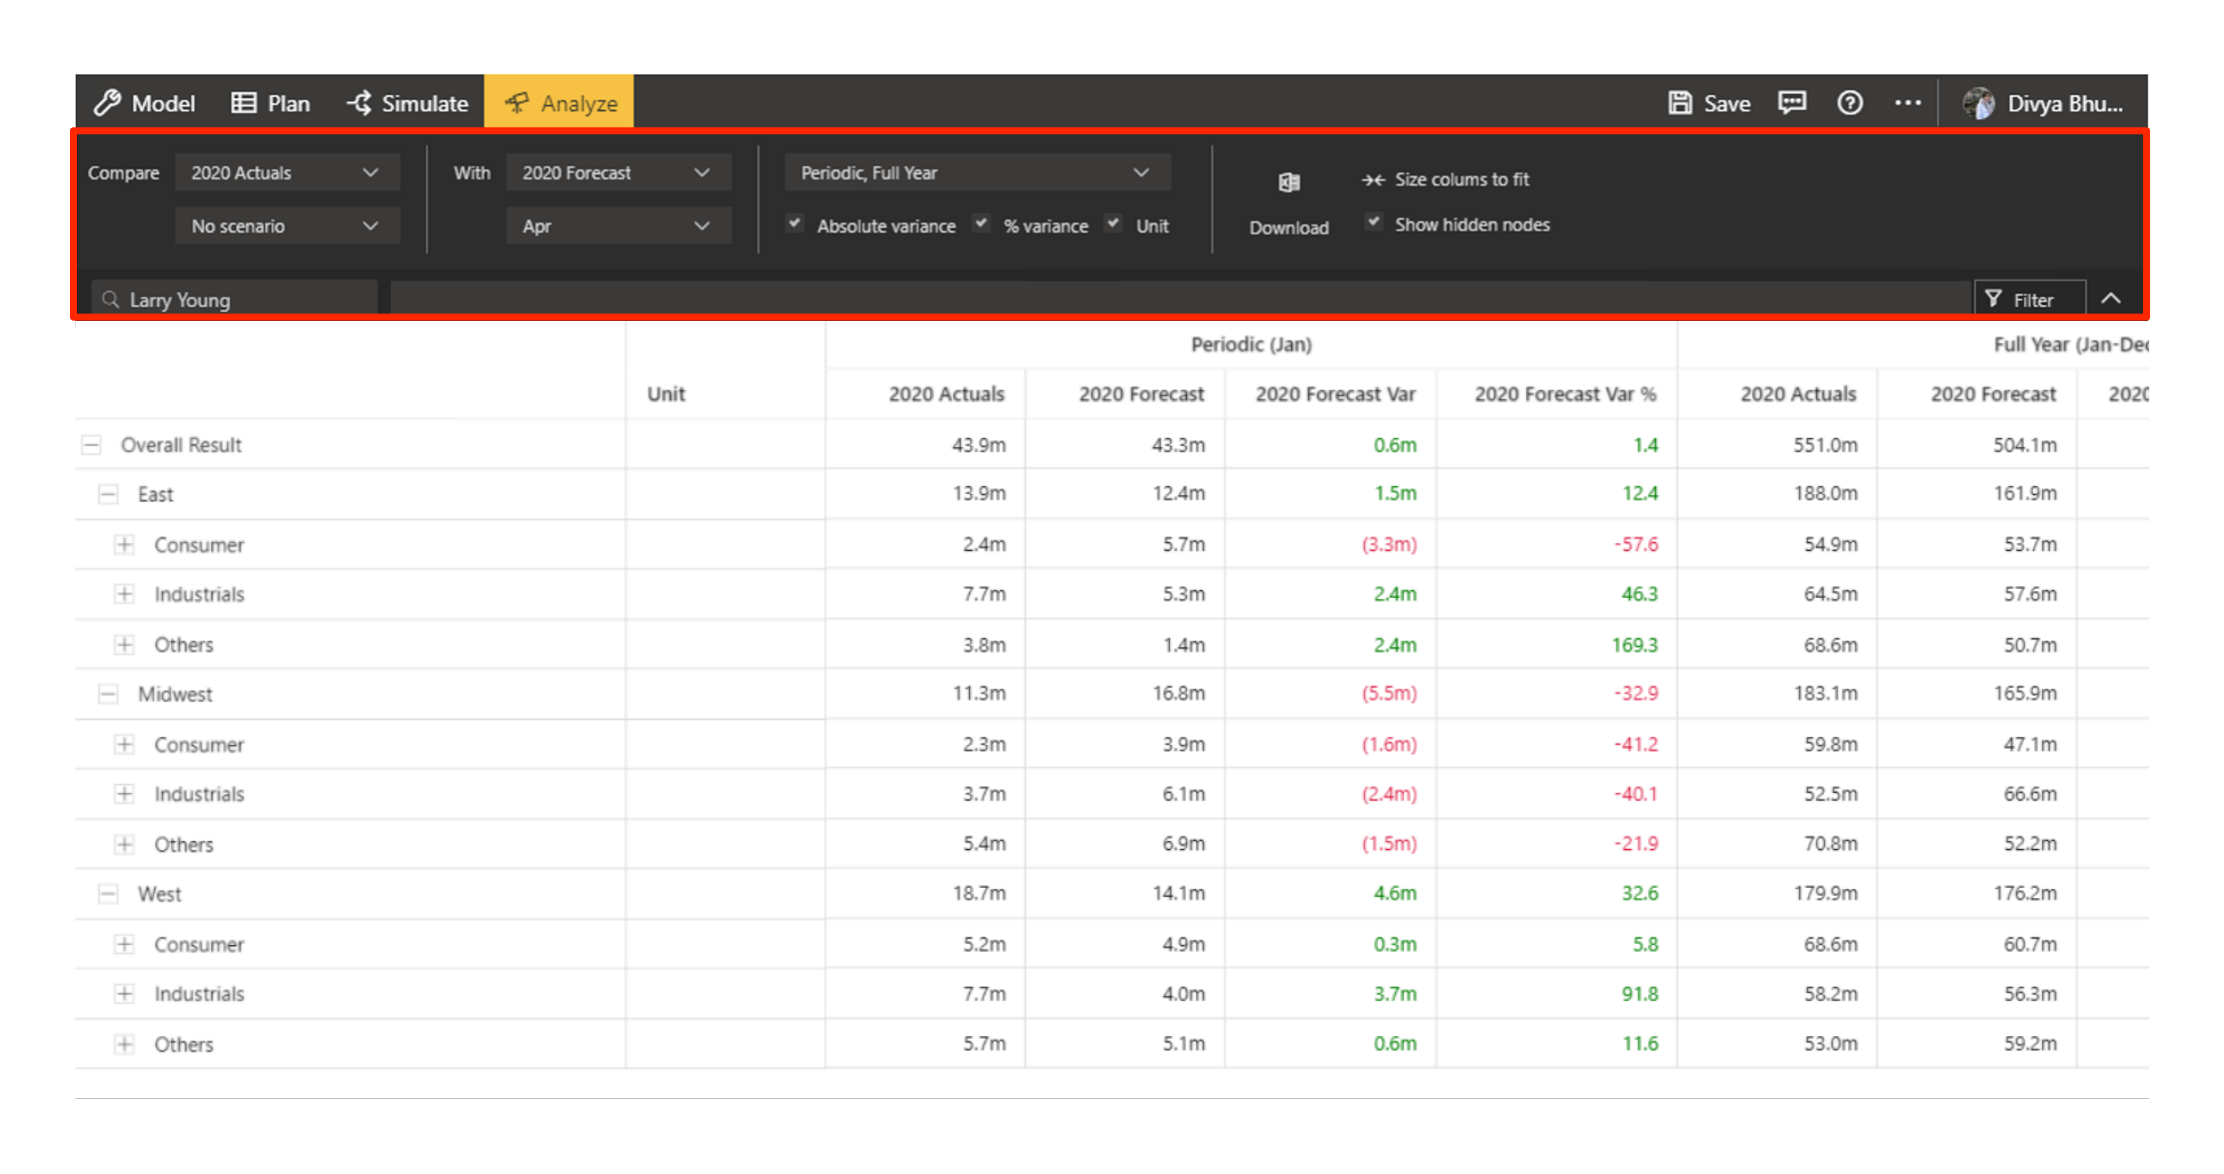 Model Plan Simulate Analyze Save Divya Bhu...
Compare 2020 Actuals With 2020 Forecast Periodic, Full Year Size colums to fit
No scenario Apr Absolute variance % variance Unit Download Show hidden nodes
Larry Young Filter
Periodic (Jan) Full Year (Jan-Dec
Unit 2020 Actuals 2020 Forecast 2020 Forecast Var 2020 Forecast Var % 2020 Actuals 2020 Forecast 2020
Overall Result 43.9m 43.3m 0.6m 1.4 551.0m 504.1m
East 13.9m 12.4m 1.5m 12.4 188.0m 161.9m
Consumer 2.4m 5.7m (3.3m) -57.6 54.9m 53.7m
Industrials 7.7m 5.3m 2.4m 46.3 64.5m 57.6m
Others 3.8m 1.4m 2.4m 169.3 68.6m 50.7m
Midwest 11.3m 16.8m (5.5m) -32.9 183.1m 165.9m
Consumer 2.3m 3.9m (1.6m) -41.2 59.8m 47.1m
Industrials 3.7m 6.1m (2.4m) -40.1 52.5m 66.6m
Others 5.4m 6.9m (1.5m) -21.9 70.8m 52.2m
West 18.7m 14.1m 4.6m 32.6 179.9m 176.2m
Consumer 5.2m 4.9m 0.3m 5.8 68.6m 60.7m
Industrials 7.7m 4.0m 3.7m 91.8 58.2m 56.3m
Others 5.7m 5.1m 0.6m 11.6 53.0m 59.2m